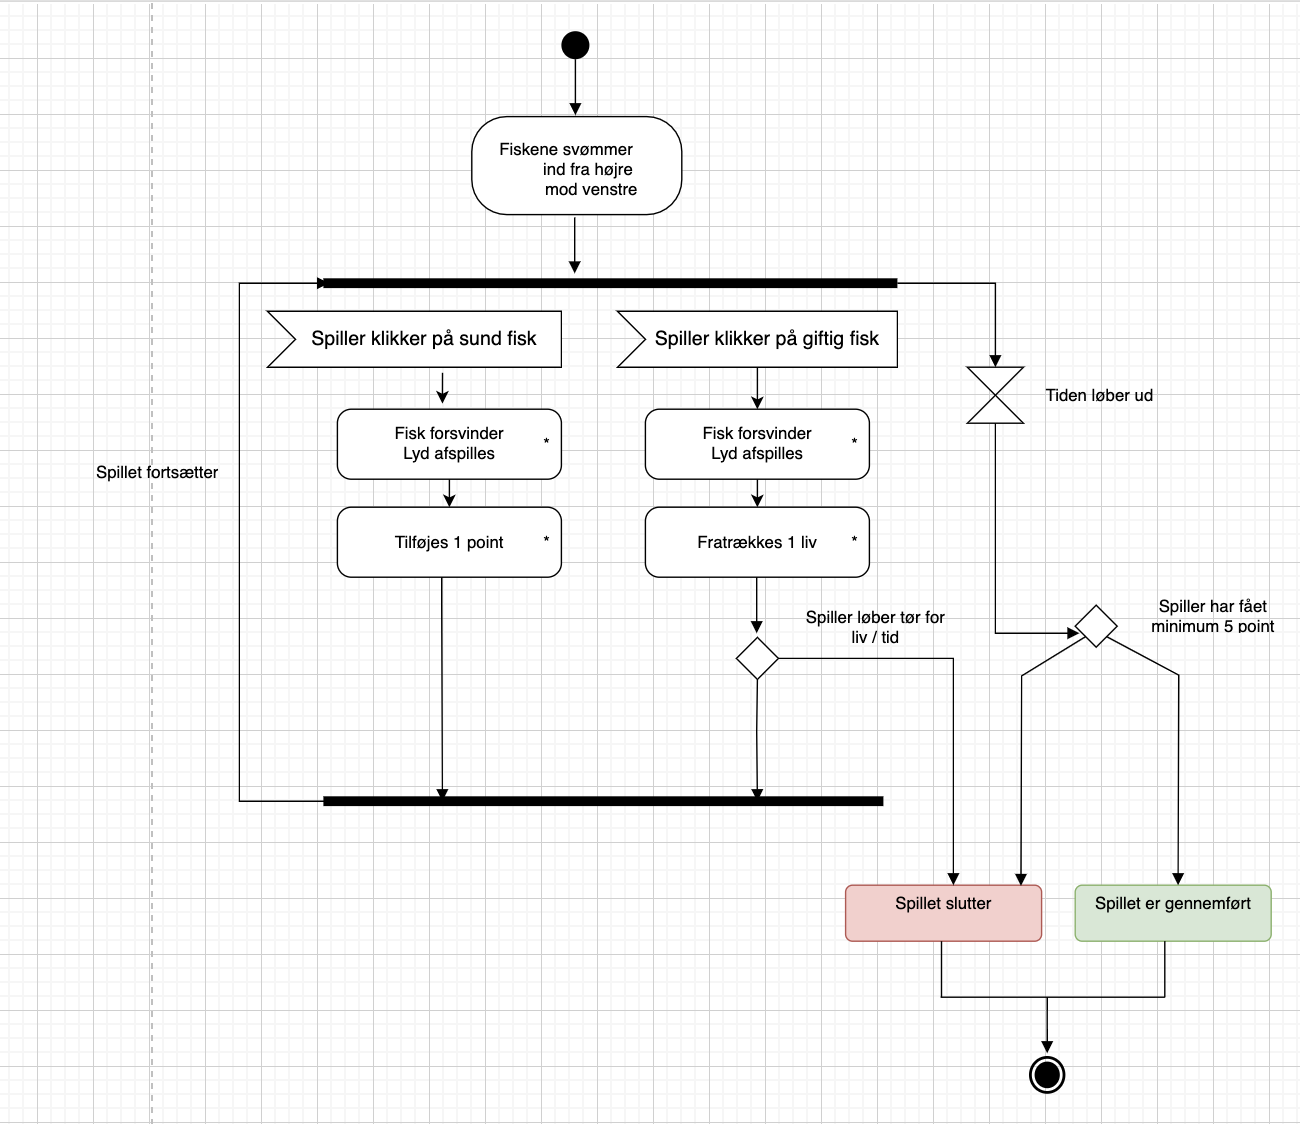 Fiskene svømmer
ind fra højre
mod venstre
Spiller klikker på sund fisk
Spiller klikker på giftig fisk
Tiden løber ud
Fisk forsvinder
Lyd afspilles *
Fisk forsvinder
Lyd afspilles *
Spillet fortsætter
Tilføjes 1 point *
Fratrækkes 1 liv *
Spiller løber tør for
liv / tid
Spiller har fået
minimum 5 point
Spillet slutter
Spillet er gennemført